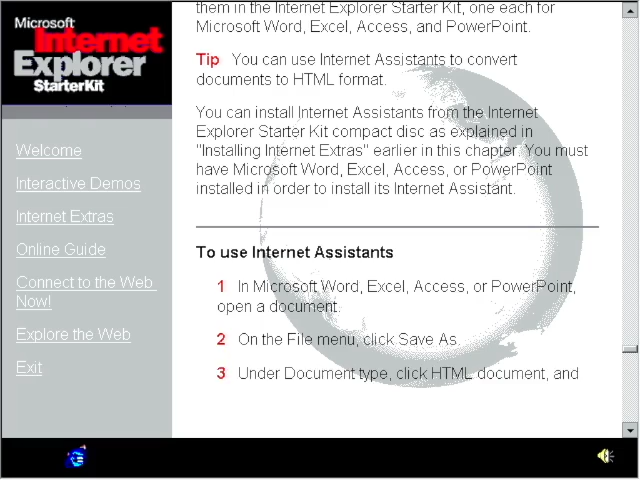 Microsoft
Internet
Explorer
StarterKit
Welcome
Interactive Demos
Internet Extras
Online Guide
Connect to the Web
Now!
Explore the Web
Exit
them in the Internet Explorer Starter Kit, one each for
Microsoft Word, Excel, Access, and PowerPoint.
Tip You can use Internet Assistants to convert
documents to HTML format.
You can install Internet Assistants from the Internet
Explorer Starter Kit compact disc as explained in
"Installing Internet Extras" earlier in this chapter. You must
have Microsoft Word, Excel, Access, or PowerPoint
installed in order to install its Internet Assistant.
To use Internet Assistants
1 In Microsoft Word, Excel, Access, or PowerPoint,
open a document.
2 On the File menu, click Save As.
3 Under Document type, click HTML document, and